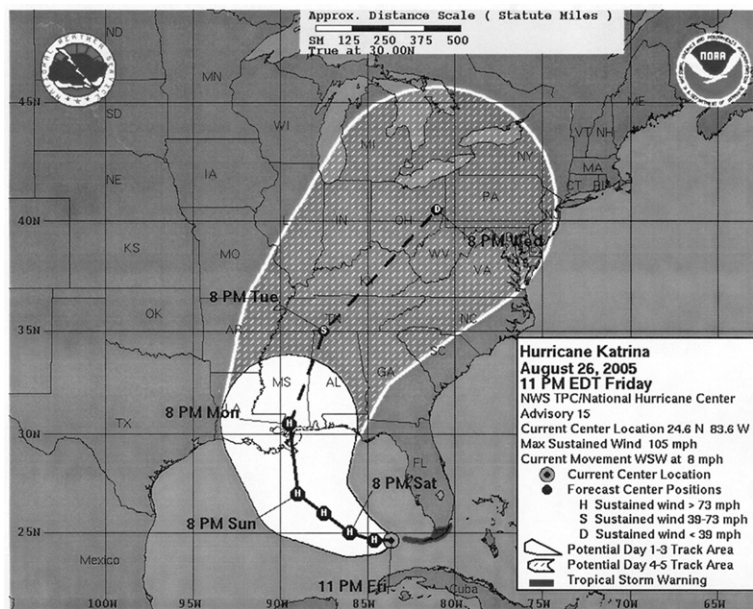 Approx. Distance Scale ( Statute Miles )
SM 125 250 375 500
True at 30.00N
ND
MN
SD
WI
MI
NE
IA
IN
OH
PA
NY
VT
NH
ME
MA
CT
NJ
NOAA
45N
40N
35N
30N
25N
KS
MO
WV
VA
8 PM Wed
8 PM Tue
OK
AR
TN
NC
SC
MS
AL
GA
LA
TX
FL
8 PM Mon
8 PM Sat
8 PM Sun
11 PM Fri
Mexico
Cuba
D
S
H
H
H
H
H
100W
95W
90W
85W
80W
75W
70W
65W
Hurricane Katrina
August 26, 2005
11 PM EDT Friday
NWS TPC/National Hurricane Center
Advisory 15
Current Center Location 24.6 N 83.6 W
Max Sustained Wind 105 mph
Current Movement WSW at 8 mph
Current Center Location
Forecast Center Positions
H Sustained wind > 73 mph
S Sustained wind 39-73 mph
D Sustained wind < 39 mph
Potential Day 1-3 Track Area
Potential Day 4-5 Track Area
Tropical Storm Warning